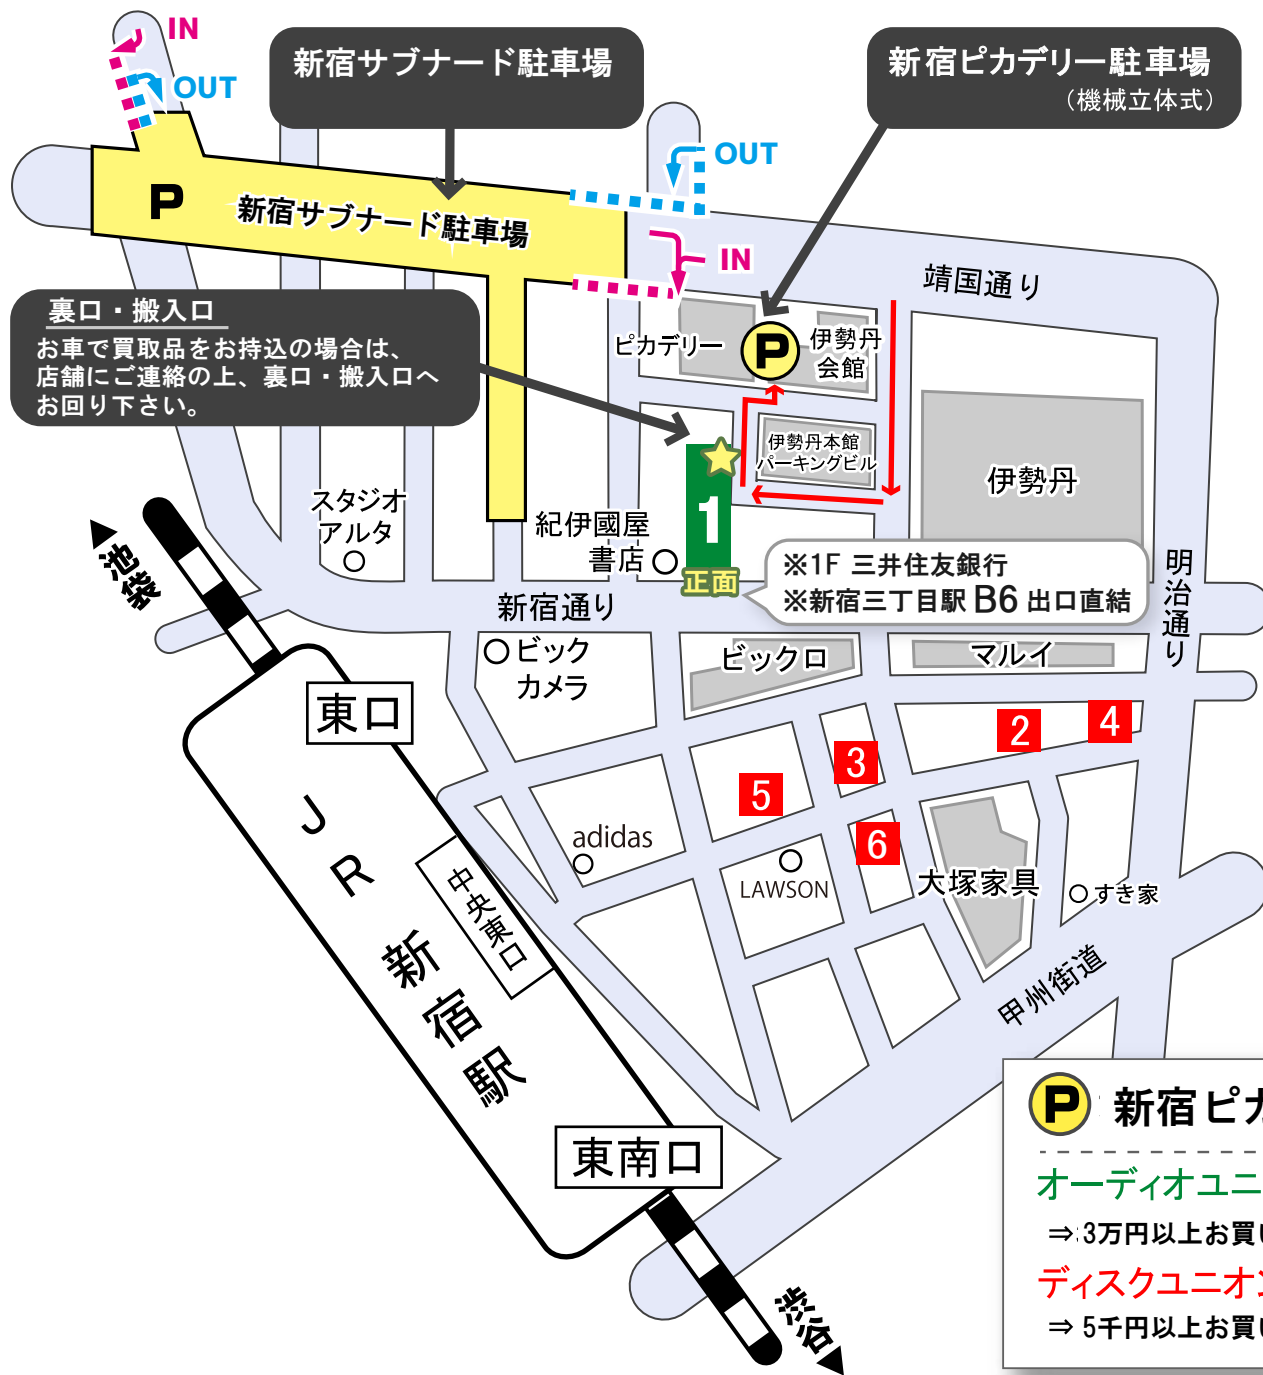 IN
OUT
新宿サブナード駐車場
新宿ピカデリー駐車場
（機械立体式）
OUT
P
新宿サブナード駐車場
IN
靖国通り
裏口・搬入口
お車で買取品をお持込の場合は、
店舗にご連絡の上、裏口・搬入口へ
お回り下さい。
ピカデリー
P
伊勢丹
会館
伊勢丹本館
パーキングビル
伊勢丹
スタジオ
アルタ
紀伊國屋
書店
1
正面
※1F 三井住友銀行
※新宿三丁目駅 B6 出口直結
明治通り
池袋
新宿通り
ビック
カメラ
ビックロ
マルイ
東口
2
4
3
5
6
adidas
LAWSON
大塚家具
すき家
JR新宿駅
中央東口
甲州街道
東南口
渋谷
P
新宿ピカ
オーディオユニ
⇒3万円以上お買い
ディスクユニオン
⇒ 5千円以上お買い